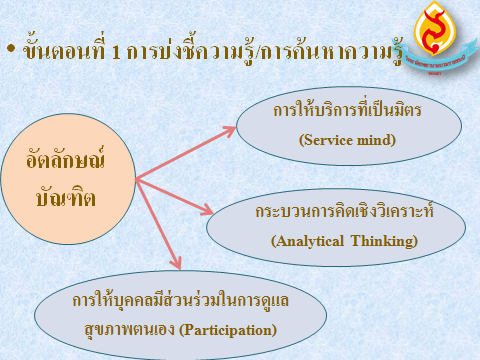 • ขั้นตอนที่ 1 การบ่งชี้ความรู้/การค้นหาความรู้
การให้บริการที่เป็นมิตร
(Service mind)
อัตลักษณ์
บัณฑิต
กระบวนการคิดเชิงวิเคราะห์
(Analytical Thinking)
การให้บุคคลมีส่วนร่วมในการดูแล
สุขภาพตนเอง (Participation)